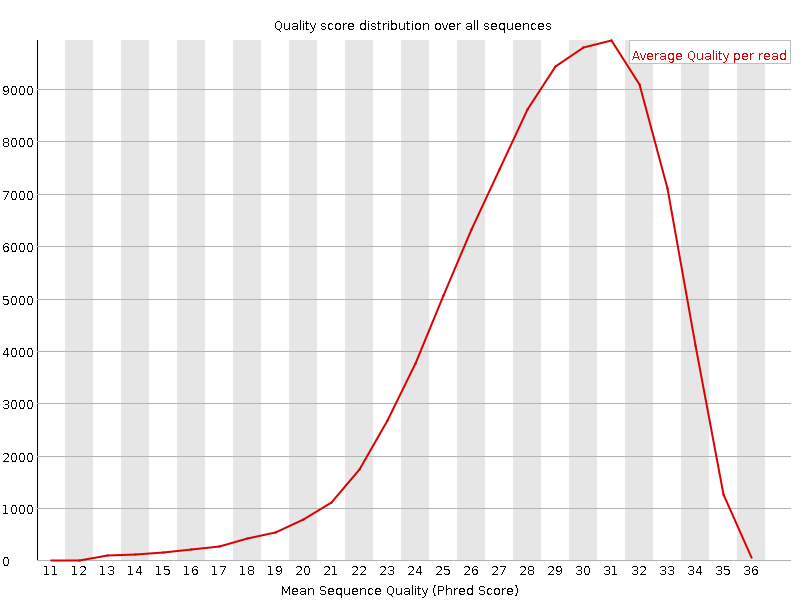 Quality score distribution over all sequences
Average Quality per read
9000
8000
7000
6000
5000
4000
3000
2000
1000
0
11 12 13 14 15 16 17 18 19 20 21 22 23 24 25 26 27 28 29 30 31 32 33 34 35 36
Mean Sequence Quality (Phred Score)